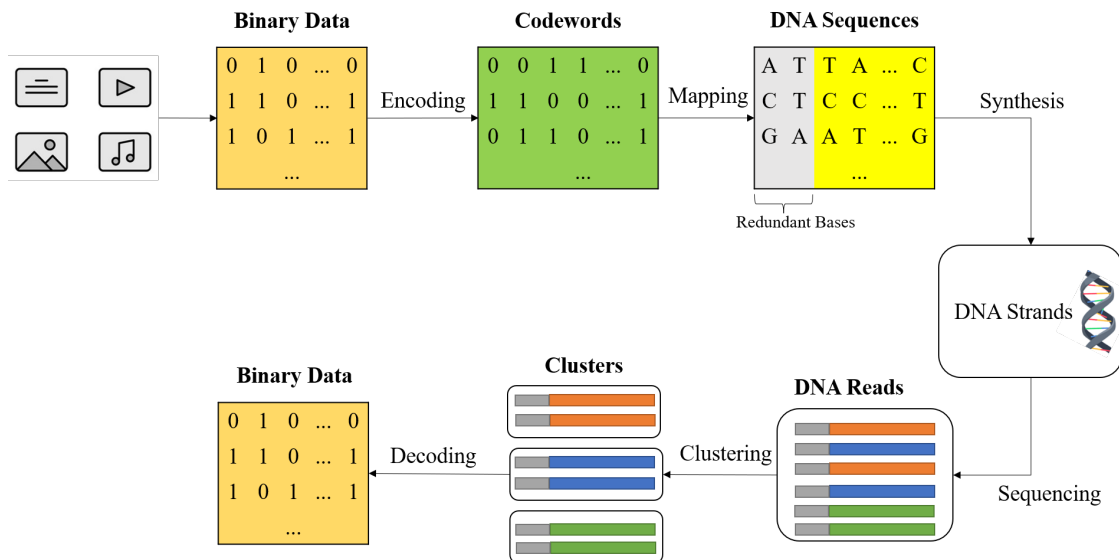 Binary Data
Codewords
DNA Sequences
0 1 0 ... 0
1 1 0 ... 1
1 0 1 ... 1
...
Encoding
0 0 1 1 ... 0
1 1 0 0 ... 1
0 1 1 0 ... 1
...
Mapping
A T T A ... C
C T C C ... T
G A A T ... G
...
Redundant Bases
Synthesis
DNA Strands
Sequencing
DNA Reads
Clustering
Clusters
Decoding
Binary Data
0 1 0 ... 0
1 1 0 ... 1
1 0 1 ... 1
...